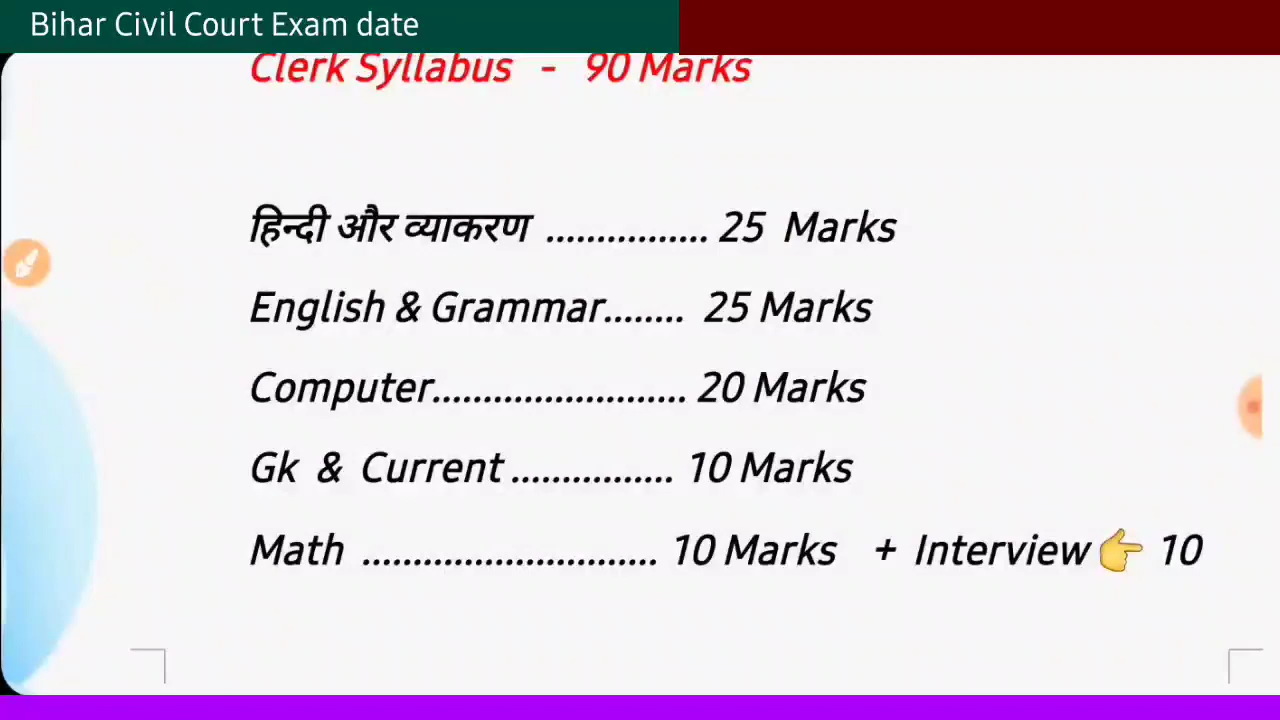 Bihar Civil Court Exam date
Clerk Syllabus - 90 Marks
हिन्दी और व्याकरण ................ 25 Marks
English & Grammar........ 25 Marks
Computer......................... 20 Marks
Gk & Current ................ 10 Marks
Math ............................. 10 Marks + Interview 👉 10